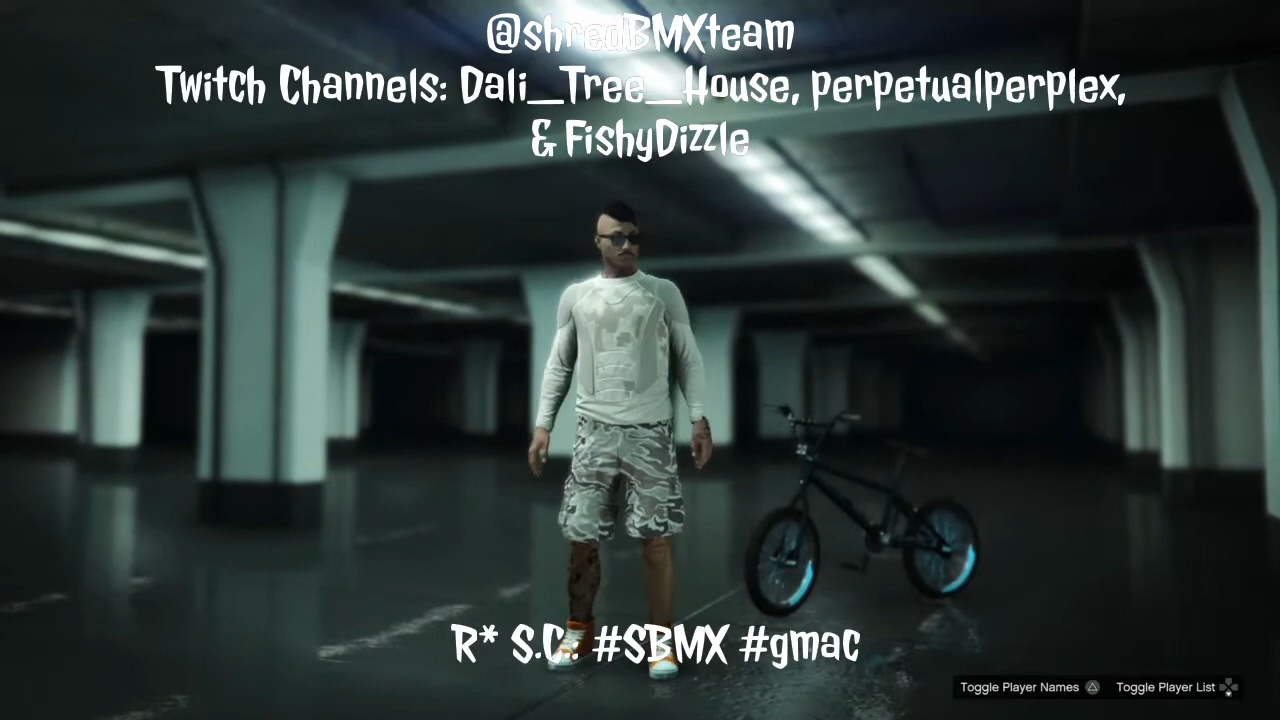 @shredBMXteam
Twitch Channels: Dali_Tree_House, perpetualperplex,
& FishyDizzle
R* S.C.: #SBMX #gmac
Toggle Player Names Toggle Player List